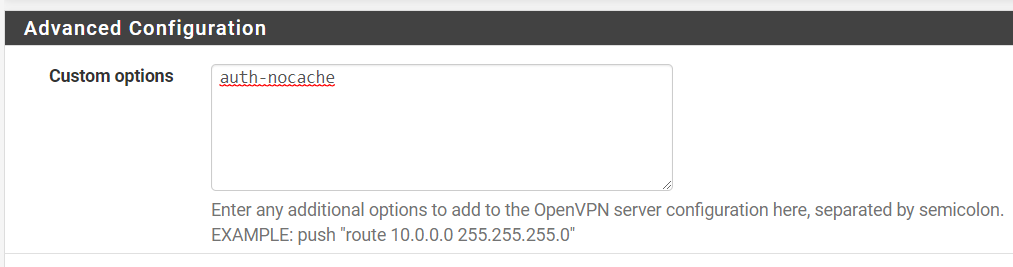 Advanced Configuration
Custom options
auth-nocache
Enter any additional options to add to the OpenVPN server configuration here, separated by semicolon.
EXAMPLE: push "route 10.0.0.0 255.255.255.0"